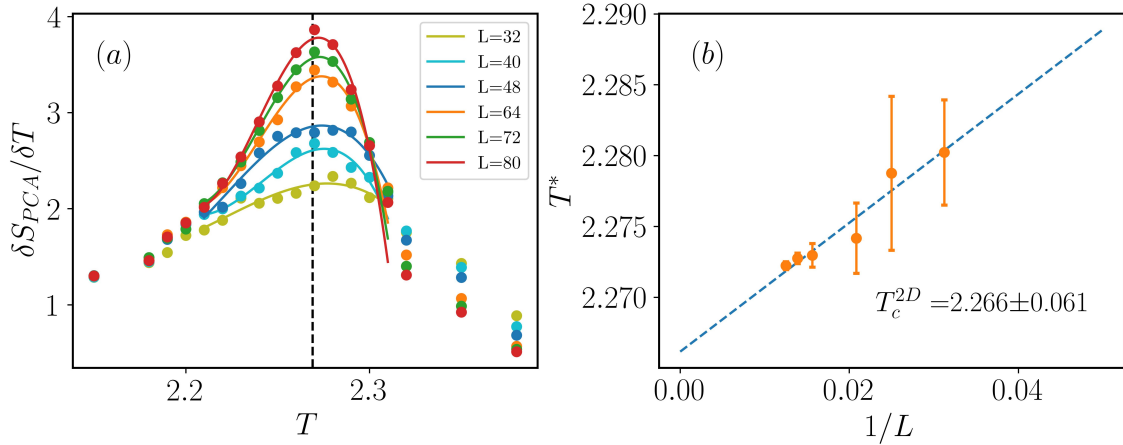 (a)
δS_{PCA}/δT
4
3
2
1
2.2
2.3
T
L=32
L=40
L=48
L=64
L=72
L=80
(b)
T*
2.290
2.285
2.280
2.275
2.270
0.00
0.02
0.04
1/L
T_c^{2D} =2.266±0.061